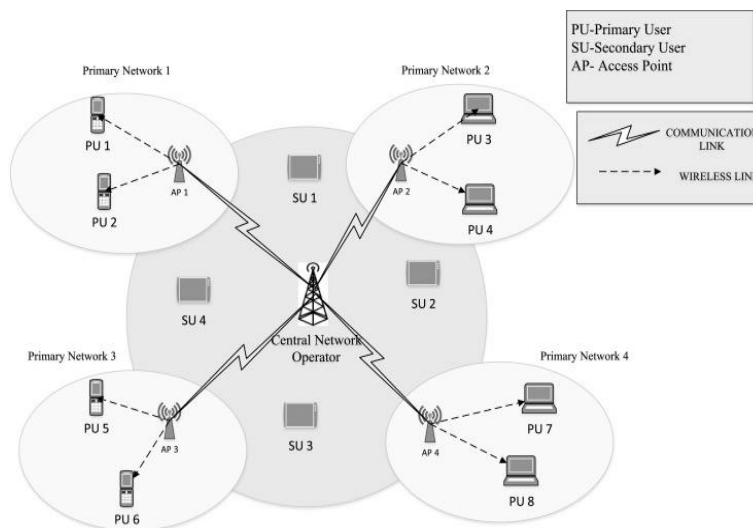 PU-Primary User
SU-Secondary User
AP- Access Point
COMMUNICATION
LINK
WIRELESS LINK
Primary Network 1
PU 1
PU 2
AP 1
Primary Network 2
PU 3
PU 4
AP 2
SU 1
SU 2
SU 4
Central Network
Operator
SU 3
Primary Network 3
PU 5
PU 6
AP 3
Primary Network 4
PU 7
PU 8
AP 4